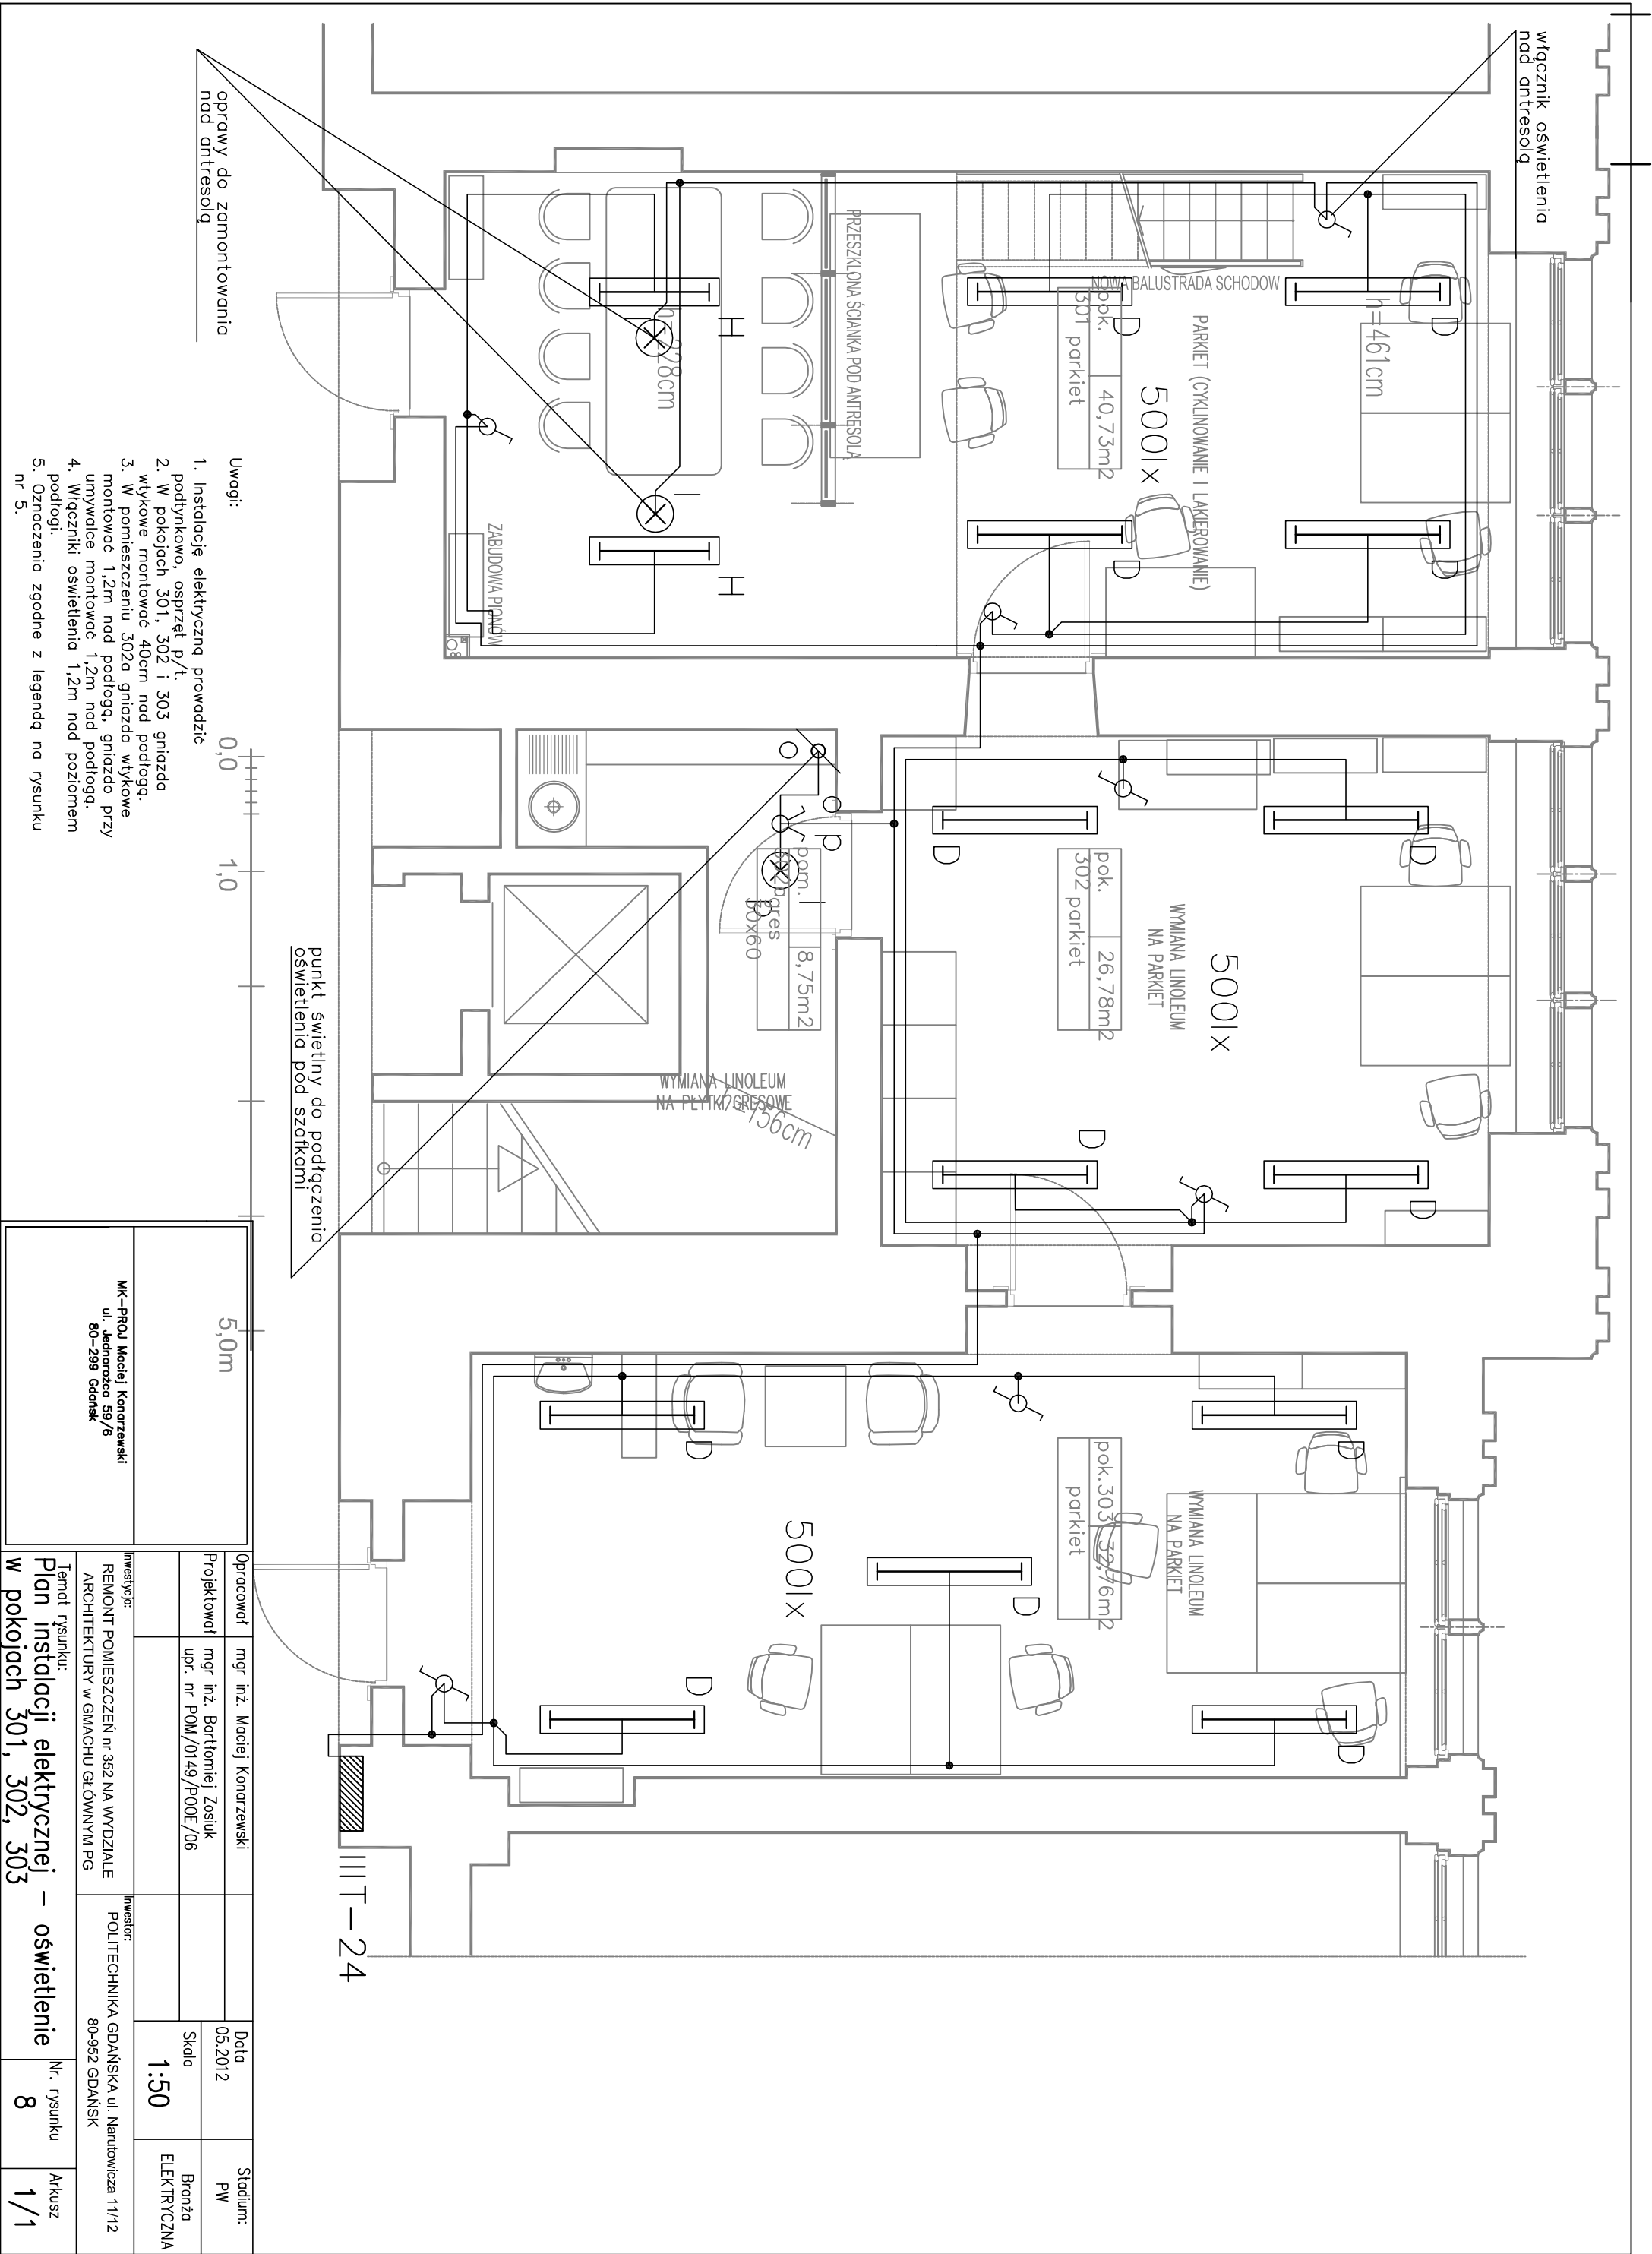 włącznik oświetlenia
nad antresolą
oprawy do zamontowania
nad antresolą
h=461cm
D
D
D
D
NOWA BALUSTRADA SCHODÓW
PARKIET (CYKLINOWANIE I LAKIEROWANIE)
500lx
pok.
301 parkiet
40,73m2
PRZESZKLONA ŚCIANKA POD ANTRESOLĄ
H
H
I
I
ZABUDOWA PIONÓW
D
D
D
D
500lx
WYMIANA LINOLEUM
NA PARKIET
pok.
302 parkiet
26,78m2
O
O
p
p
I
pom.
302a gres
30x60
8,75m2
WYMIANA LINOLEUM
NA PŁYTKI GRESOWE
punkt świetlny do podłączenia
oświetlenia pod szafkami
D
D
D
D
D
WYMIANA LINOLEUM
NA PARKIET
pok.303 32,76m2
parkiet
500lx
IIIT-24
Uwagi:
1. Instalację elektryczną prowadzić
podtynkowo, osprzęt p/t.
2. W pokojach 301, 302 i 303 gniazda
wtykowe montować 40cm nad podłogą.
3. W pomieszczeniu 302a gniazda wtykowe
montować 1,2m nad podłogą, gniazdo przy
umywalce montować 1,2m nad podłogą.
4. Włączniki oświetlenia 1,2m nad poziomem
podłogi.
5. Oznaczenia zgodne z legendą na rysunku
nr 5.
0,0 1,0 5,0m
MK-PROJ Maciej Konarzewski
ul. Jednorożca 59/6
80-299 Gdańsk
Opracował mgr inż. Maciej Konarzewski
Projektował mgr inż. Bartłomiej Zosiuk
upr. nr POM/0149/POOE/06
Data
05.2012
Stadium:
PW
Skala
1:50
Branża
ELEKTRYCZNA
Inwestycja:
REMONT POMIESZCZEŃ nr 352 NA WYDZIALE
ARCHITEKTURY w GMACHU GŁÓWNYM PG
Inwestor:
POLITECHNIKA GDAŃSKA ul. Narutowicza 11/12
80-952 GDAŃSK
Temat rysunku:
Plan instalacji elektrycznej - oświetlenie
w pokojach 301, 302, 303
Nr. rysunku
8
Arkusz
1/1